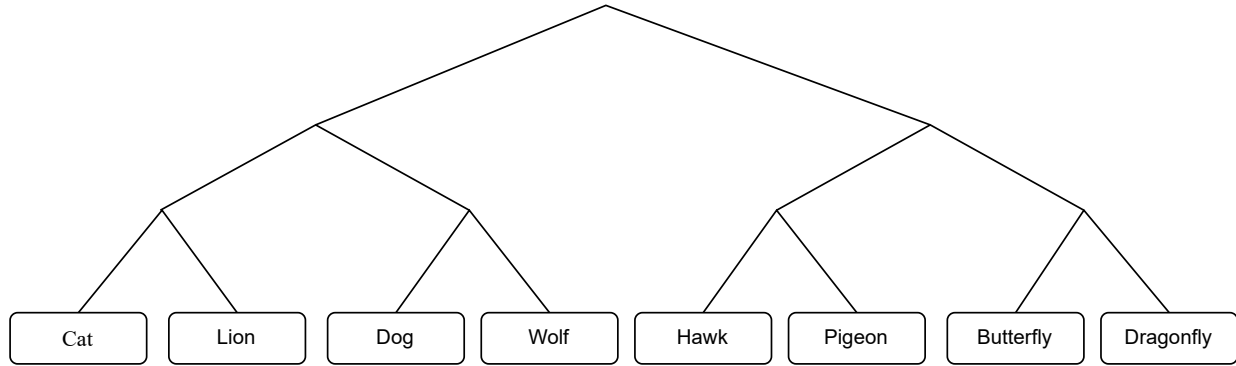 Cat
Lion
Dog
Wolf
Hawk
Pigeon
Butterfly
Dragonfly